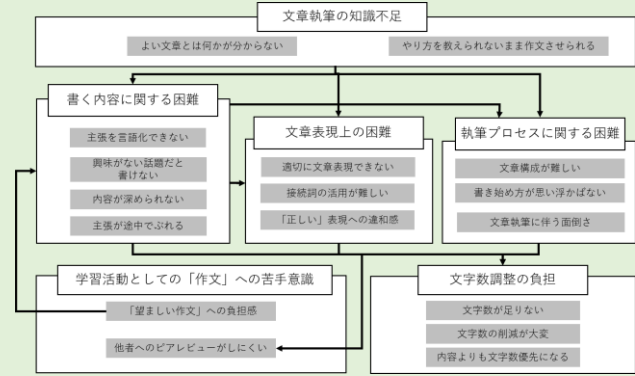 文章執筆の知識不足
よい文章とは何かが分からない
やり方を教えられないまま作文させられる
書く内容に関する困難
主張を言語化できない
興味がない話題だと
書けない
内容が深められない
主張が途中でぶれる
文章表現上の困難
適切に文章表現できない
接続詞の活用が難しい
「正しい」表現への違和感
執筆プロセスに関する困難
文章構成が難しい
書き始め方が思い浮かばない
文章執筆に伴う面倒さ
学習活動としての「作文」への苦手意識
「望ましい作文」への負担感
他者へのピアレビューがしにくい
文字数調整の負担
文字数が足りない
文字数の削減が大変
内容よりも文字数優先になる